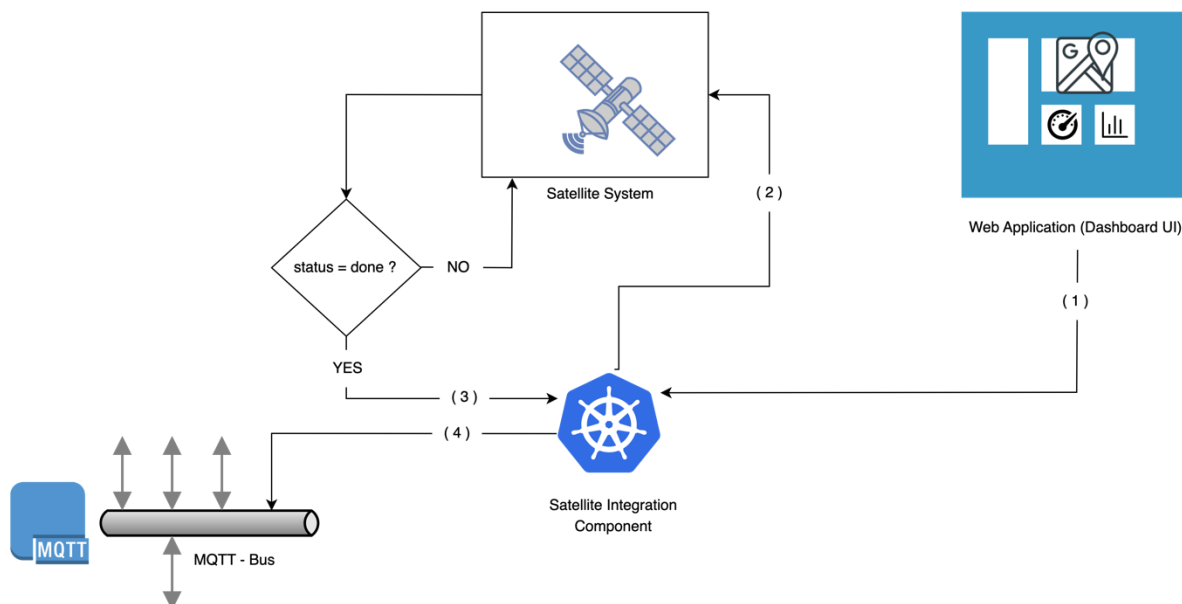 G
Satellite System
( 2 )
Web Application (Dashboard UI)
status = done ?
NO
( 1 )
YES
( 3 )
( 4 )
Satellite Integration
Component
MQTT
MQTT - Bus